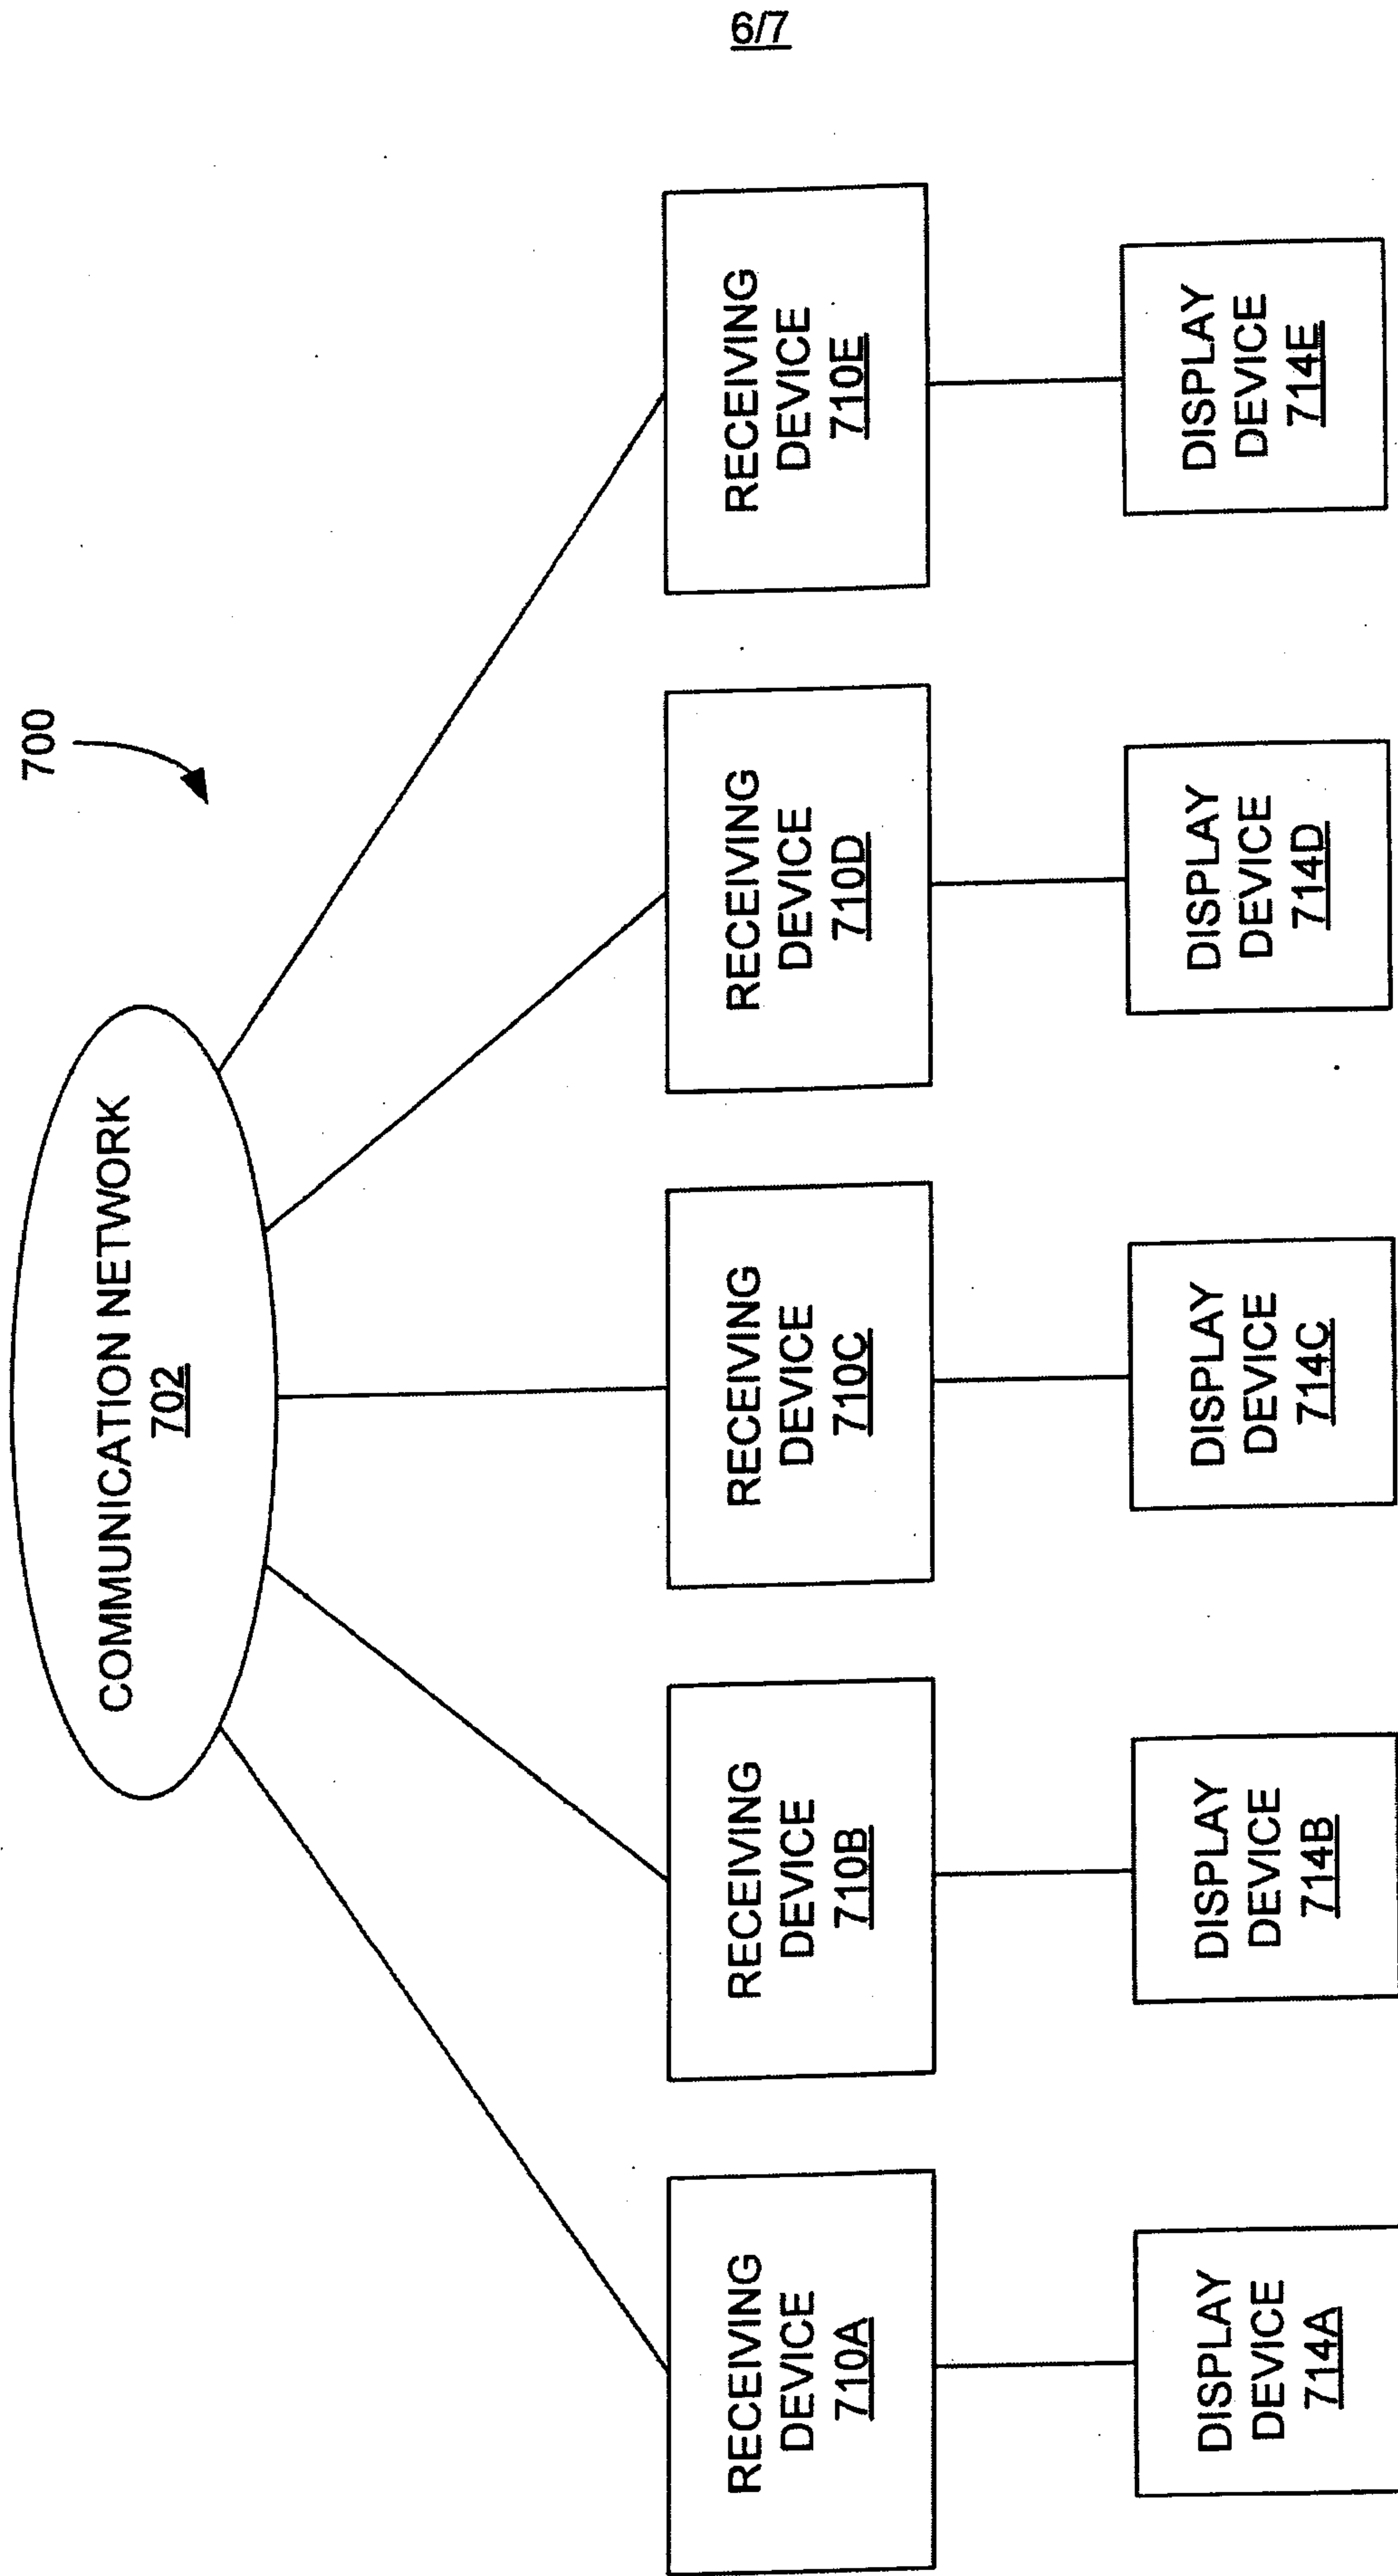 6/7
700
COMMUNICATION NETWORK
702
RECEIVING
DEVICE
710A
RECEIVING
DEVICE
710B
RECEIVING
DEVICE
710C
RECEIVING
DEVICE
710D
RECEIVING
DEVICE
710E
DISPLAY
DEVICE
714A
DISPLAY
DEVICE
714B
DISPLAY
DEVICE
714C
DISPLAY
DEVICE
714D
DISPLAY
DEVICE
714E